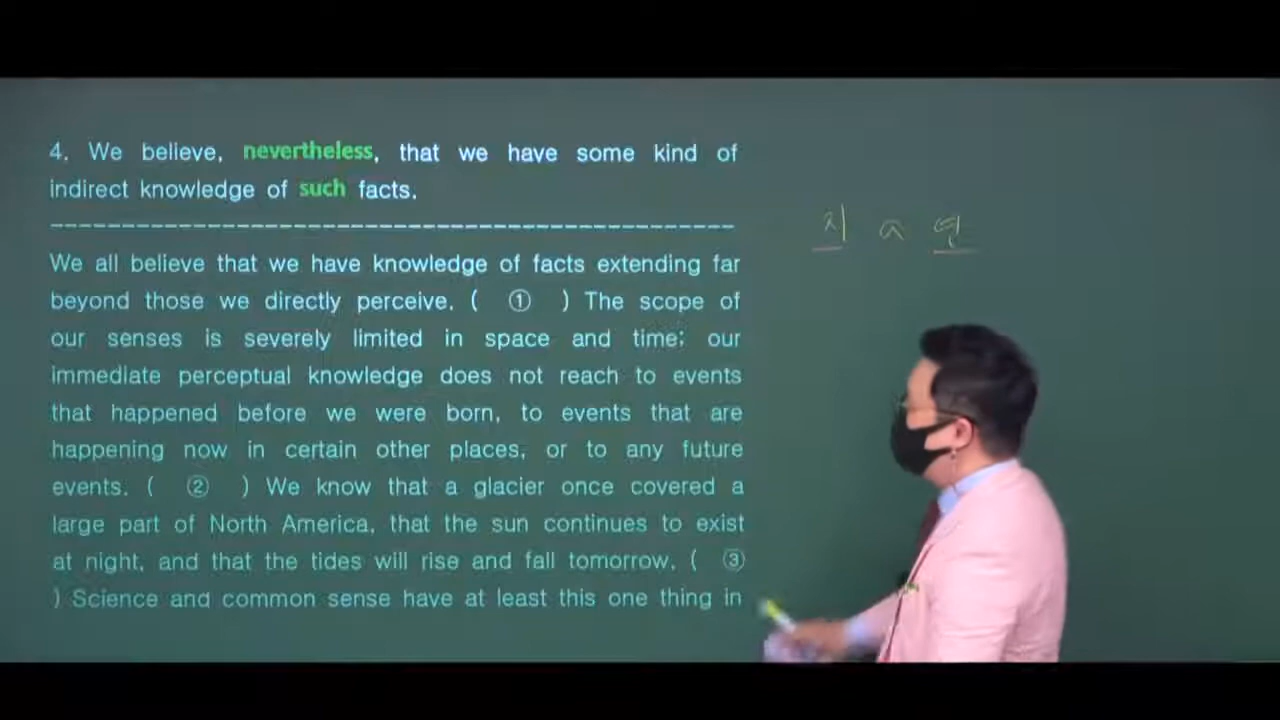 4. We believe, nevertheless, that we have some kind of
indirect knowledge of such facts.
We all believe that we have knowledge of facts extending far
beyond those we directly perceive. ( ① ) The scope of
our senses is severely limited in space and time; our
immediate perceptual knowledge does not reach to events
that happened before we were born, to events that are
happening now in certain other places, or to any future
events. ( ② ) We know that a glacier once covered a
large part of North America, that the sun continues to exist
at night, and that the tides will rise and fall tomorrow. ( ③
) Science and common sense have at least this one thing in